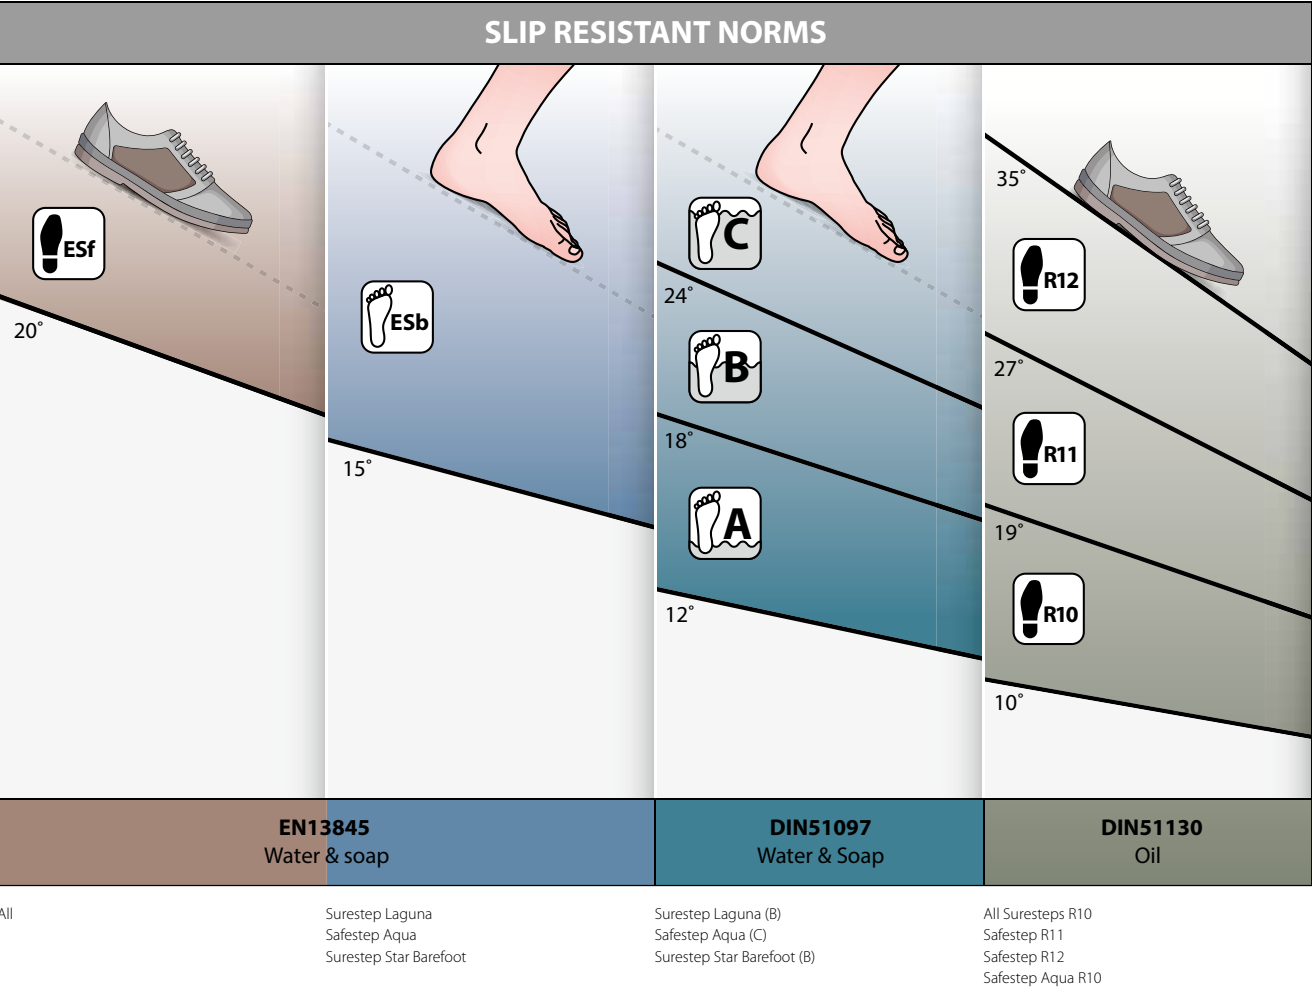 SLIP RESISTANT NORMS
ESf
20°
ESb
15°
C
24°
B
18°
A
12°
35°
R12
27°
R11
19°
R10
10°
EN13845
Water & soap
DIN51097
Water & Soap
DIN51130
Oil
All
Surestep Laguna
Safestep Aqua
Surestep Star Barefoot
Surestep Laguna (B)
Safestep Aqua (C)
Surestep Star Barefoot (B)
All Suresteps R10
Safestep R11
Safestep R12
Safestep Aqua R10